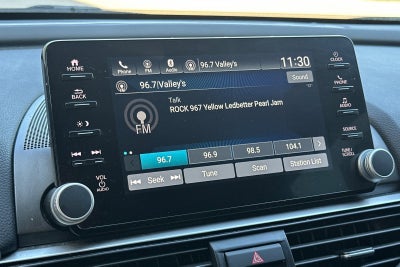 HOME
BACK
VOL
AUDIO
Phone FM Audio 96.7|Valley's 11:30
96.7|Valley's Sound
Talk
ROCK 967 Yellow Ledbetter Pearl Jam
FM
96.7 96.9 98.5 104.1
Seek Tune Scan Station List
CLOCK
PHONE
AUDIO
SOURCE
TUNE/
SCROLL